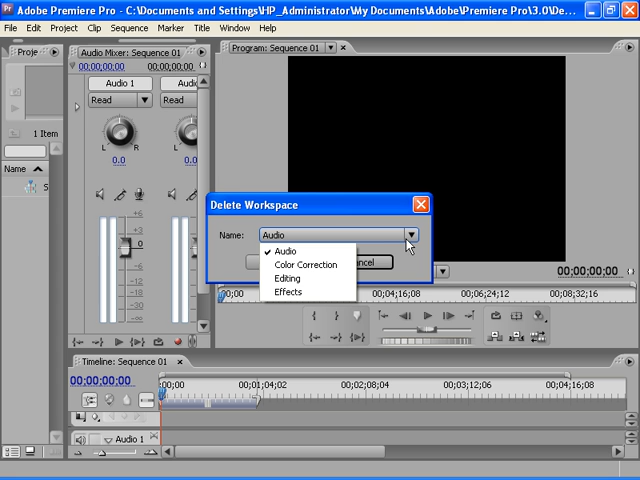 Adobe Premiere Pro - C:\Documents and Settings\HP_Administrator\My Documents\Adobe\Premiere Pro\3.0\De...
File Edit Project Clip Sequence Marker Title Window Help
Proje
Audio Mixer: Sequence 01
Program: Sequence 01
00;00;00;00 00;00;00;00
Audio 1 Audio
Read Read
L R L
0.0 0.0
1 Item
Name
S
+6
+3
0
-6
-12
-18
-30
-∞
Delete Workspace
Name: Audio
Audio
Color Correction
Editing
Effects
ancel
00;00;00;00
00;00 00;04;16;08 00;06;24;12 00;08;32;16
Timeline: Sequence 01
00;00;00;00
00;00 00;01;04;02 00;02;08;04 00;03;12;06 00;04;16;08
Audio 1